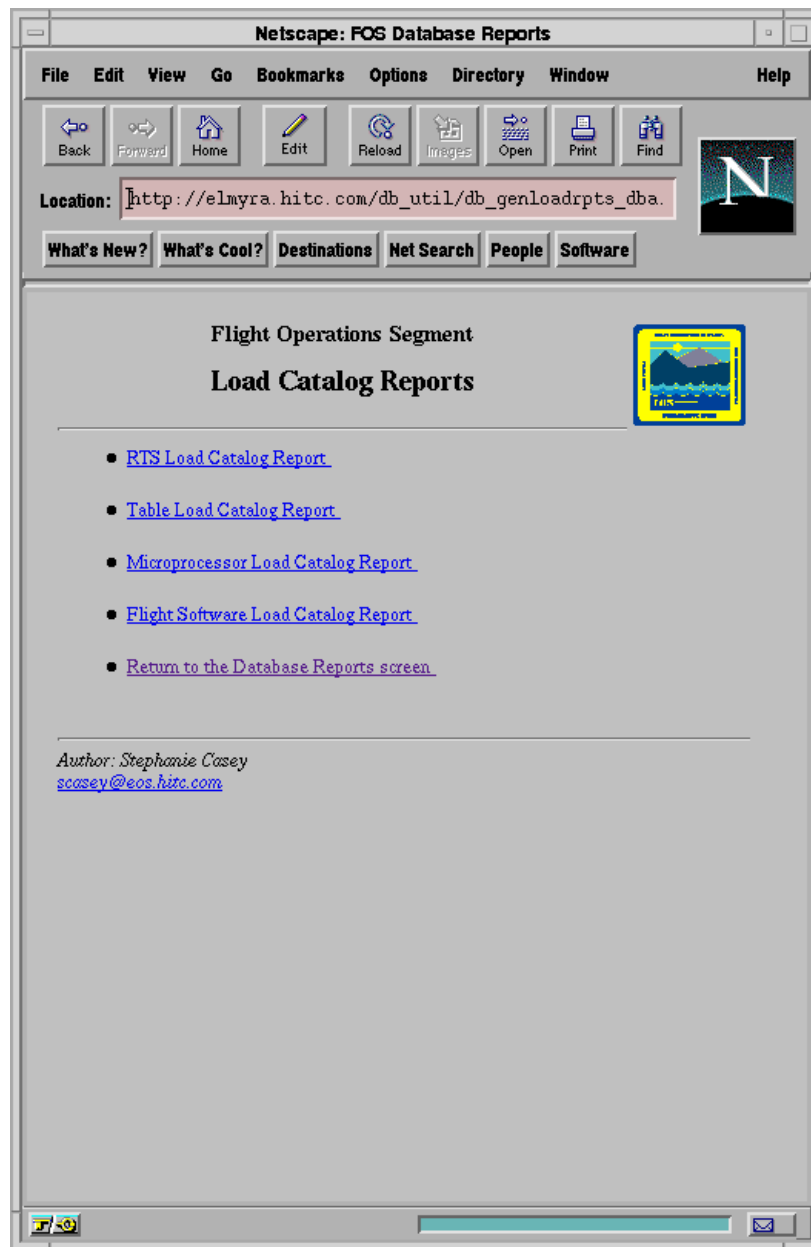 Netscape: FOS Database Reports
File Edit View Go Bookmarks Options Directory Window Help
Back Forward Home Edit Reload Images Open Print Find
N
Location: http://elmyra.hitc.com/db_util/db_genloadrpts_dba.
What's New? What's Cool? Destinations Net Search People Software
Flight Operations Segment
Load Catalog Reports
RTS Load Catalog Report
Table Load Catalog Report
Microprocessor Load Catalog Report
Flight Software Load Catalog Report
Return to the Database Reports screen
Author: Stephanie Casey
scasey@eos.hitc.com